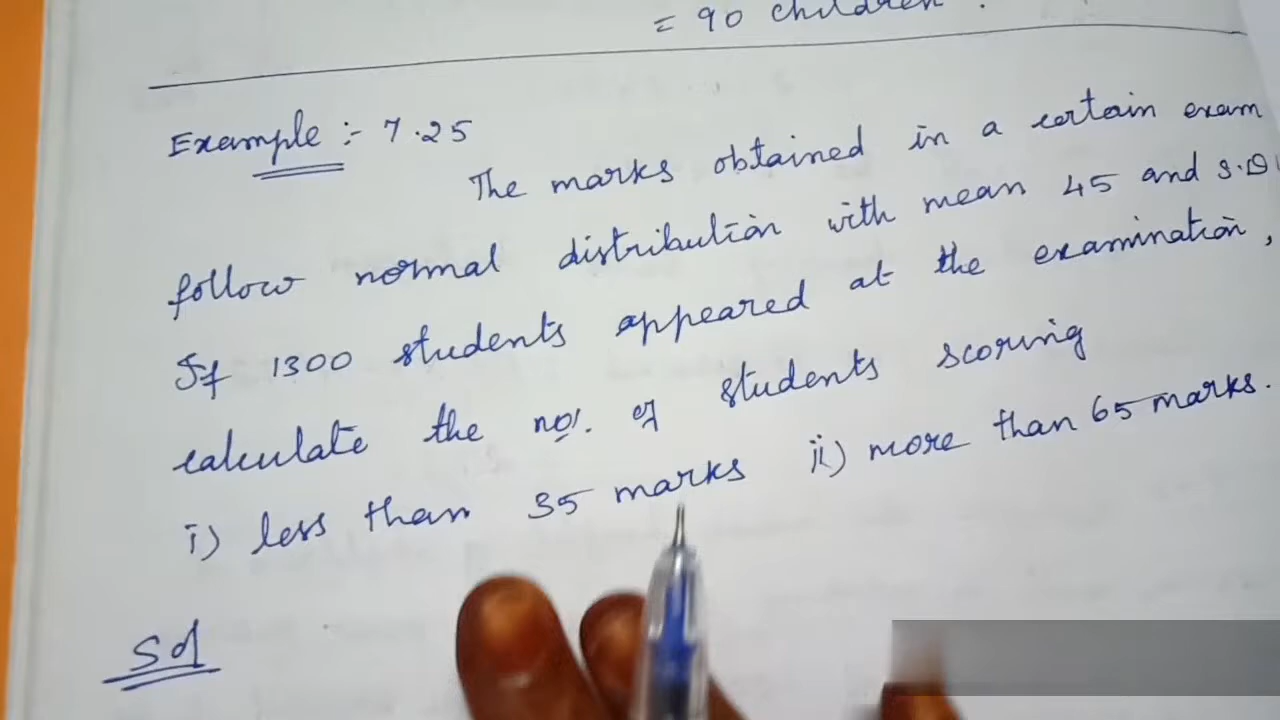 = 90 children.
Example :- 7.25
The marks obtained in a certain exam
follow normal distribution with mean 45 and S.D
If 1300 students appeared at the examination,
calculate the no. of students scoring
i) less than 35 marks ii) more than 65 marks.
Sol